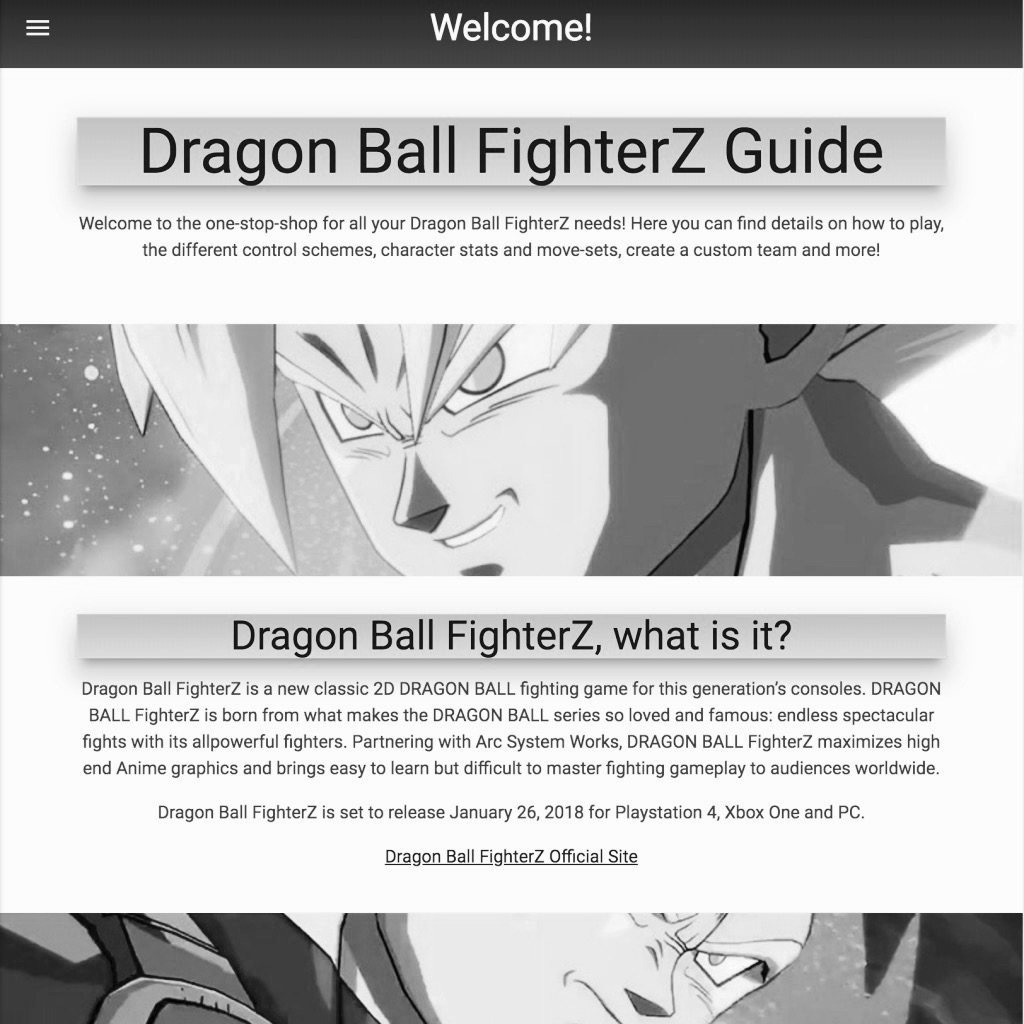 Welcome!
Dragon Ball FighterZ Guide
Welcome to the one-stop-shop for all your Dragon Ball FighterZ needs! Here you can find details on how to play,
the different control schemes, character stats and move-sets, create a custom team and more!
Dragon Ball FighterZ, what is it?
Dragon Ball FighterZ is a new classic 2D DRAGON BALL fighting game for this generation’s consoles. DRAGON
BALL FighterZ is born from what makes the DRAGON BALL series so loved and famous: endless spectacular
fights with its allpowerful fighters. Partnering with Arc System Works, DRAGON BALL FighterZ maximizes high
end Anime graphics and brings easy to learn but difficult to master fighting gameplay to audiences worldwide.
Dragon Ball FighterZ is set to release January 26, 2018 for Playstation 4, Xbox One and PC.
Dragon Ball FighterZ Official Site